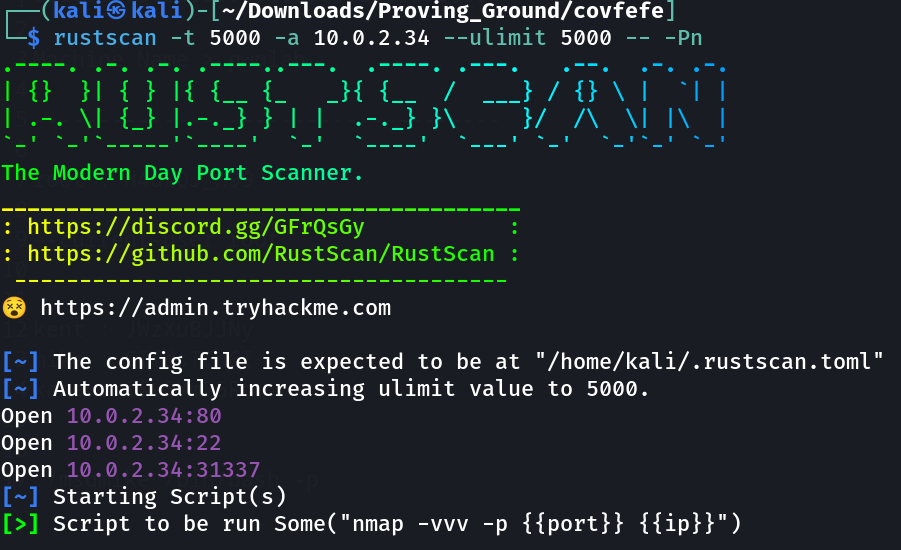 ┌──(kali㉿kali)-[~/Downloads/Proving_Ground/covfefe]
└─$ rustscan -t 5000 -a 10.0.2.34 --ulimit 5000 -- -Pn
.----. .-. .-. .----..---.  .----. .---.   .--.  .-. .-.
| {}  }| { } |{ {__ {_   _}{ {__  /  ___} / {} \ |  `| |
| .-. \| {_} |.-._} } | |  .-._} }\     }/  /\  \| |\  |
`-' `-'`-----'`----'  `-'  `----'  `---' `-'  `-'`-' `-'
The Modern Day Port Scanner.
________________________________________
: https://discord.gg/GFrQsGy           :
: https://github.com/RustScan/RustScan :
 --------------------------------------
😵 https://admin.tryhackme.com
[~] The config file is expected to be at "/home/kali/.rustscan.toml"
[~] Automatically increasing ulimit value to 5000.
Open 10.0.2.34:80
Open 10.0.2.34:22
Open 10.0.2.34:31337
[~] Starting Script(s)
[>] Script to be run Some("nmap -vvv -p {{port}} {{ip}}")